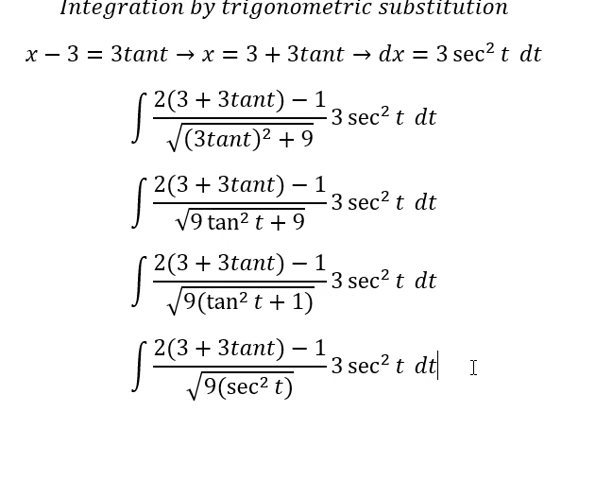 Integration by trigonometric substitution
x − 3 = 3tant → x = 3 + 3tant → dx = 3 sec² t dt
∫ 2(3 + 3tant) − 1 / √((3tant)² + 9) 3 sec² t dt
∫ 2(3 + 3tant) − 1 / √(9 tan² t + 9) 3 sec² t dt
∫ 2(3 + 3tant) − 1 / √(9(tan² t + 1)) 3 sec² t dt
∫ 2(3 + 3tant) − 1 / √(9(sec² t)) 3 sec² t dt